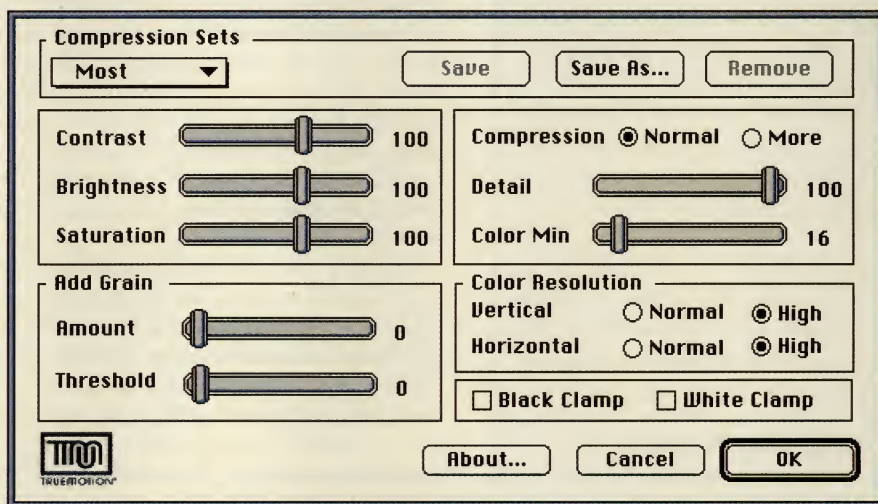 Compression Sets
Most
Save
Save As...
Remove
Contrast 100
Brightness 100
Saturation 100
Compression Normal More
Detail 100
Color Min 16
Add Grain
Amount 0
Threshold 0
Color Resolution
Vertical Normal High
Horizontal Normal High
Black Clamp White Clamp
TM
TRUEMOTION®
About... Cancel OK